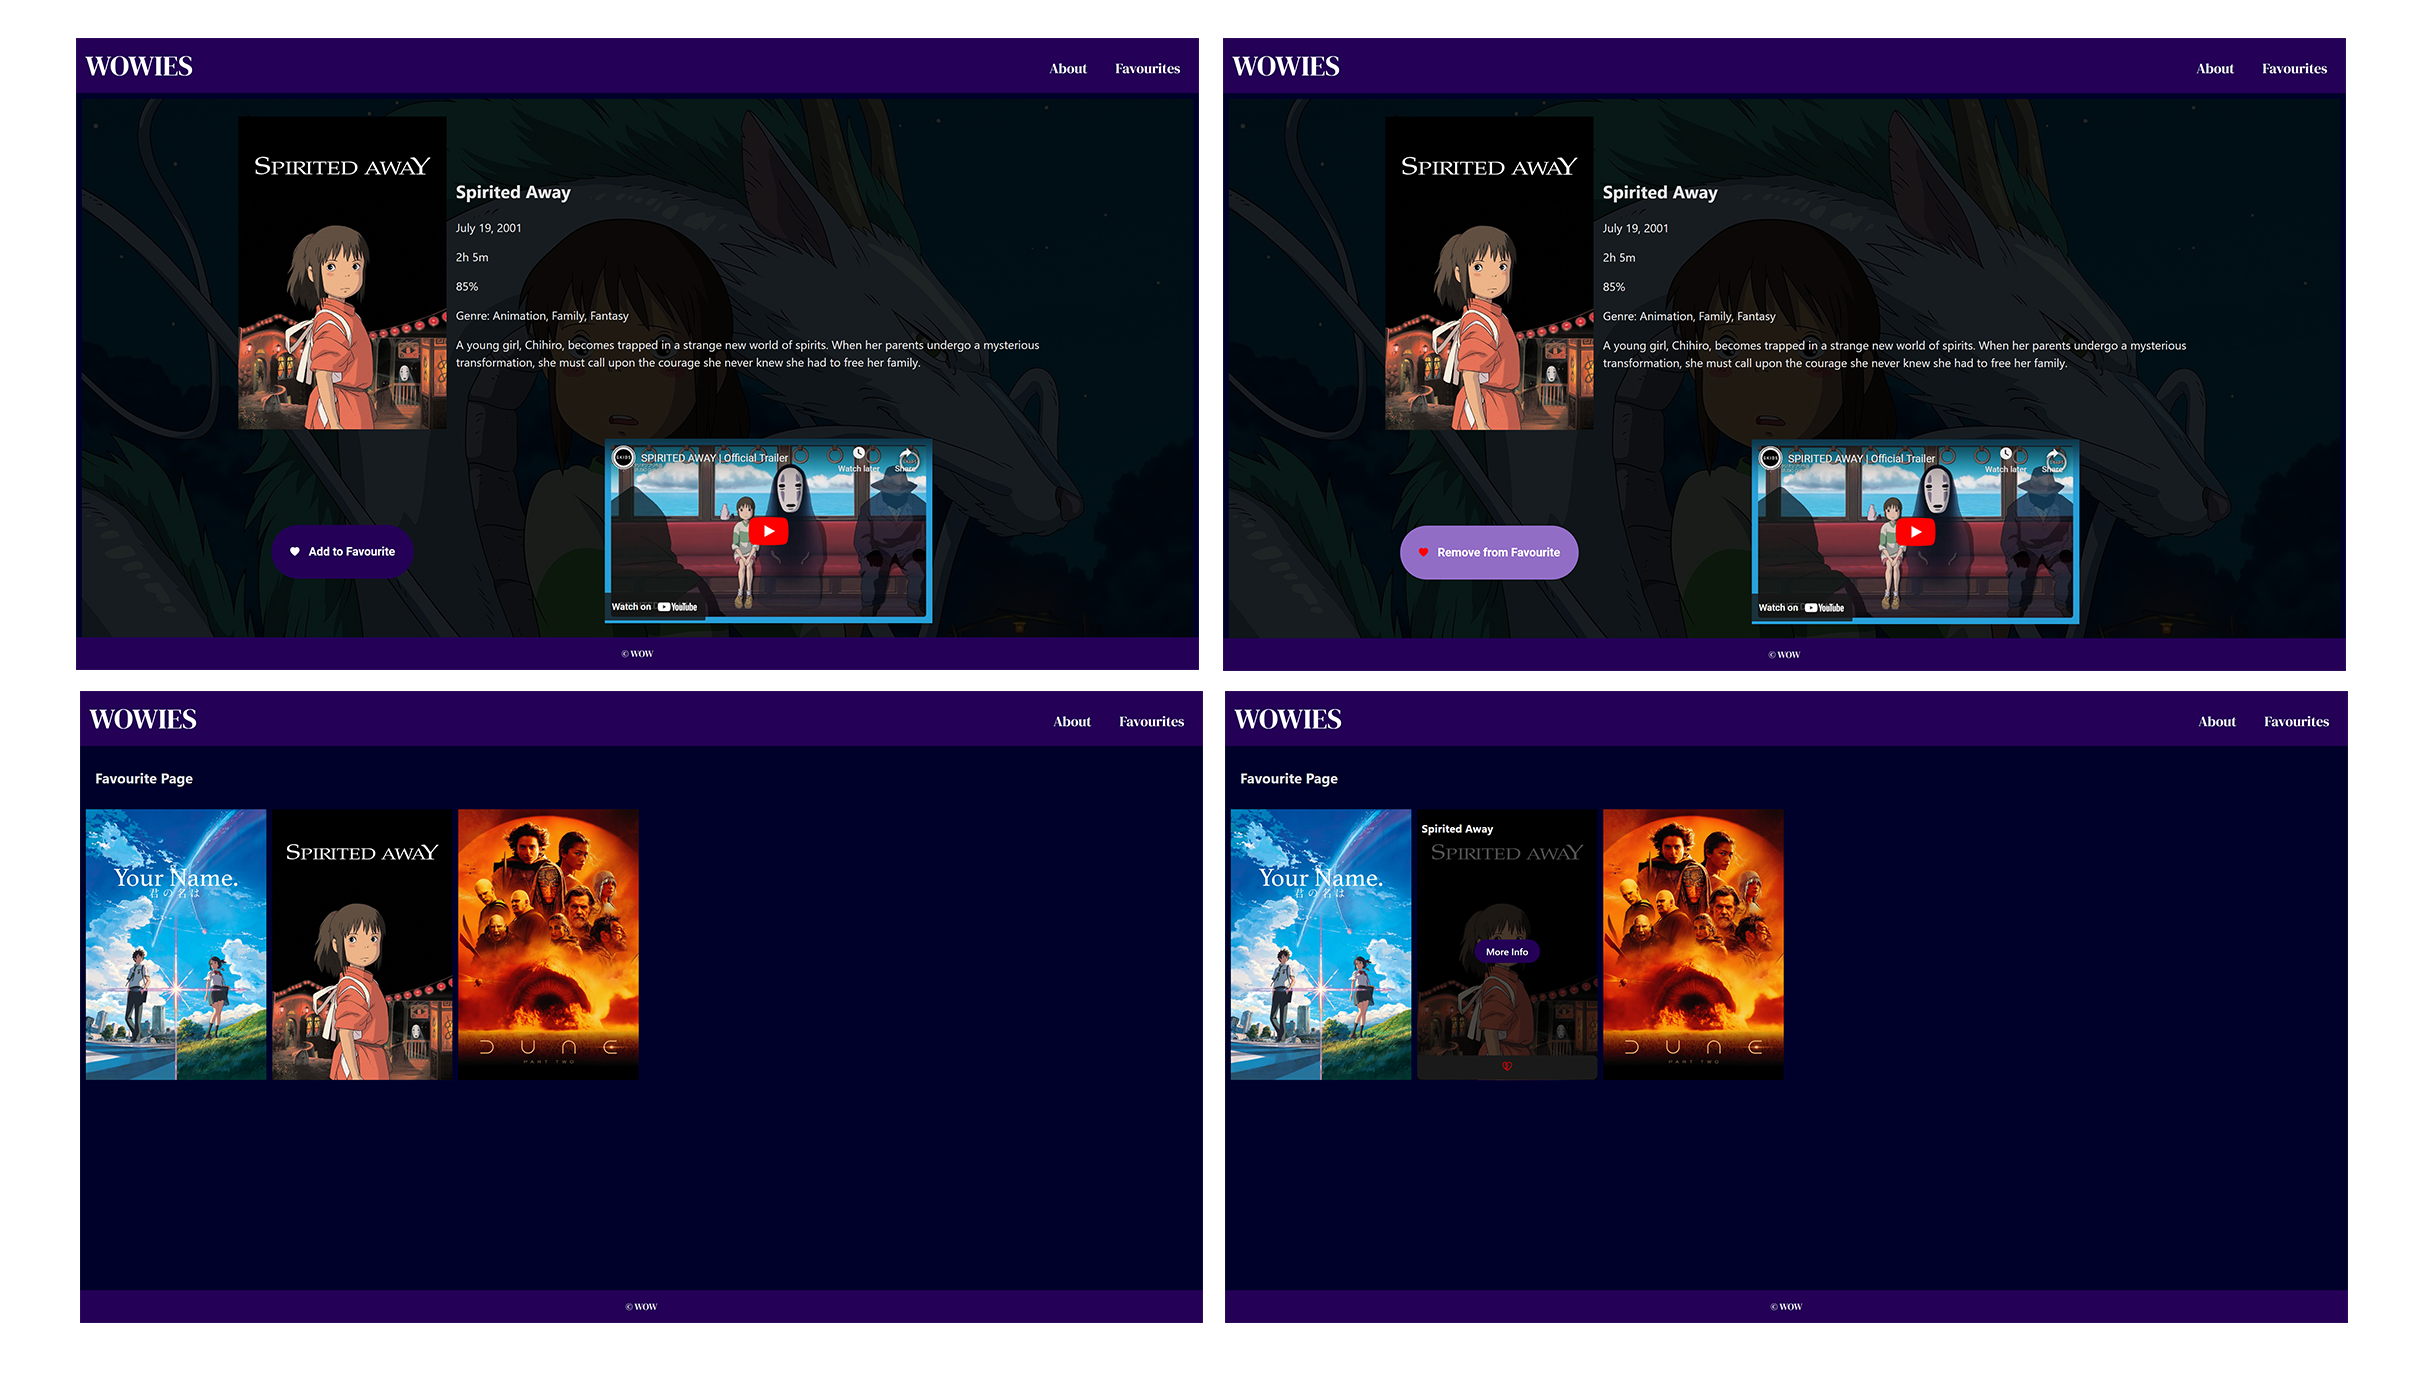 WOWIES
About Favourites
SPIRITED AWAY
Spirited Away
July 19, 2001
2h 5m
85%
Genre: Animation, Family, Fantasy
A young girl, Chihiro, becomes trapped in a strange new world of spirits. When her parents undergo a mysterious
transformation, she must call upon the courage she never knew she had to free her family.
SPIRITED AWAY | Official Trailer
Watch later
Share
Add to Favourite
Watch on YouTube
© WOW
WOWIES
About Favourites
SPIRITED AWAY
Spirited Away
July 19, 2001
2h 5m
85%
Genre: Animation, Family, Fantasy
A young girl, Chihiro, becomes trapped in a strange new world of spirits. When her parents undergo a mysterious
transformation, she must call upon the courage she never knew she had to free her family.
SPIRITED AWAY | Official Trailer
Watch later
Share
Remove from Favourite
Watch on YouTube
© WOW
WOWIES
About Favourites
Favourite Page
Your Name.
君の名は
SPIRITED AWAY
DUNE
PART TWO
© WOW
WOWIES
About Favourites
Favourite Page
Your Name.
君の名は
Spirited Away
SPIRITED AWAY
More Info
DUNE
PART TWO
© WOW